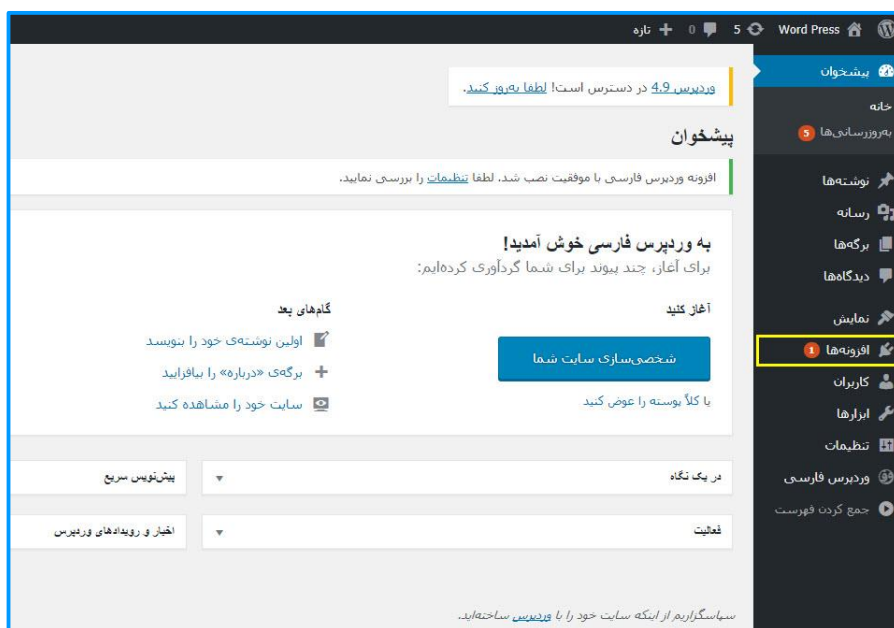 Word Press 5 0 تازه
پیشخوان
خانه
به‌روزرسانی‌ها 5
نوشته‌ها
رسانه
برگه‌ها
دیدگاه‌ها
نمایش
افزونه‌ها 1
کاربران
ابزارها
تنظیمات
وردپرس فارسی
جمع کردن فهرست
وردپرس 4.9 در دسترس است! لطفا به‌روز کنید.
پیشخوان
افزونه وردپرس فارسی با موفقیت نصب شد. لطفا تنظیمات را بررسی نمایید.
به وردپرس فارسی خوش آمدید!
برای آغاز، چند پیوند برای شما گردآوری کرده‌ایم:
آغاز کنید
شخصی‌سازی سایت شما
یا کلاً پوسته را عوض کنید
گام‌های بعد
اولین نوشته‌ی خود را بنویسد
برگه‌ی «درباره» را بیافزایید
سایت خود را مشاهده کنید
در یک نگاه
پیش‌نویس سریع
فعالیت
اخبار و رویدادهای وردپرس
سپاسگزاریم از اینکه سایت خود را با وردپرس ساخته‌اید.